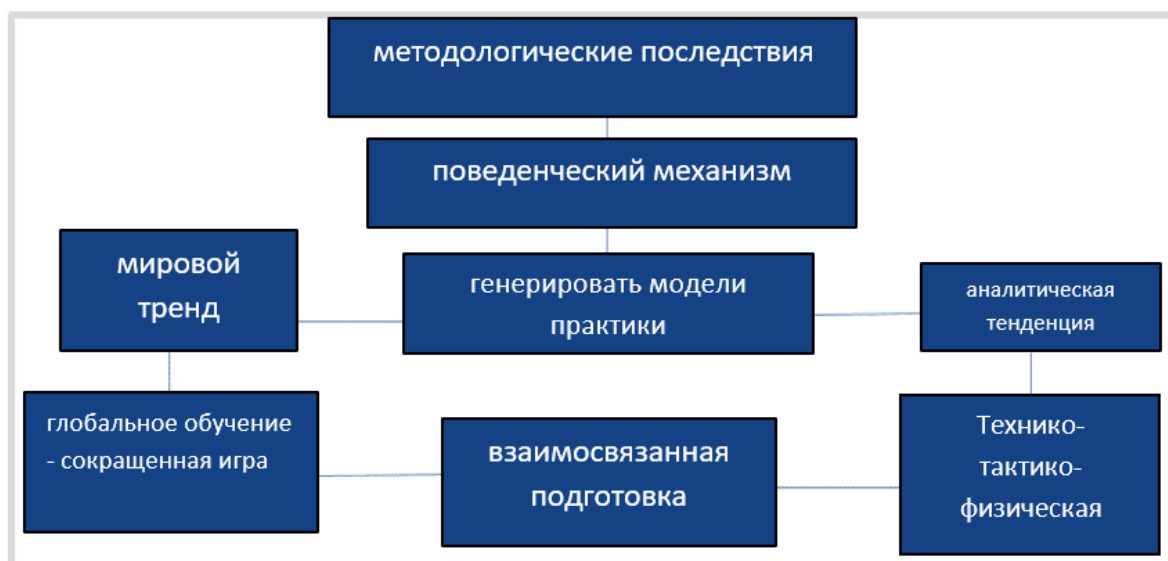 методологические последствия
поведенческий механизм
мировой
тренд
генерировать модели
практики
аналитическая
тенденция
глобальное обучение
- сокращенная игра
взаимосвязанная
подготовка
Технико-
тактико-
физическая